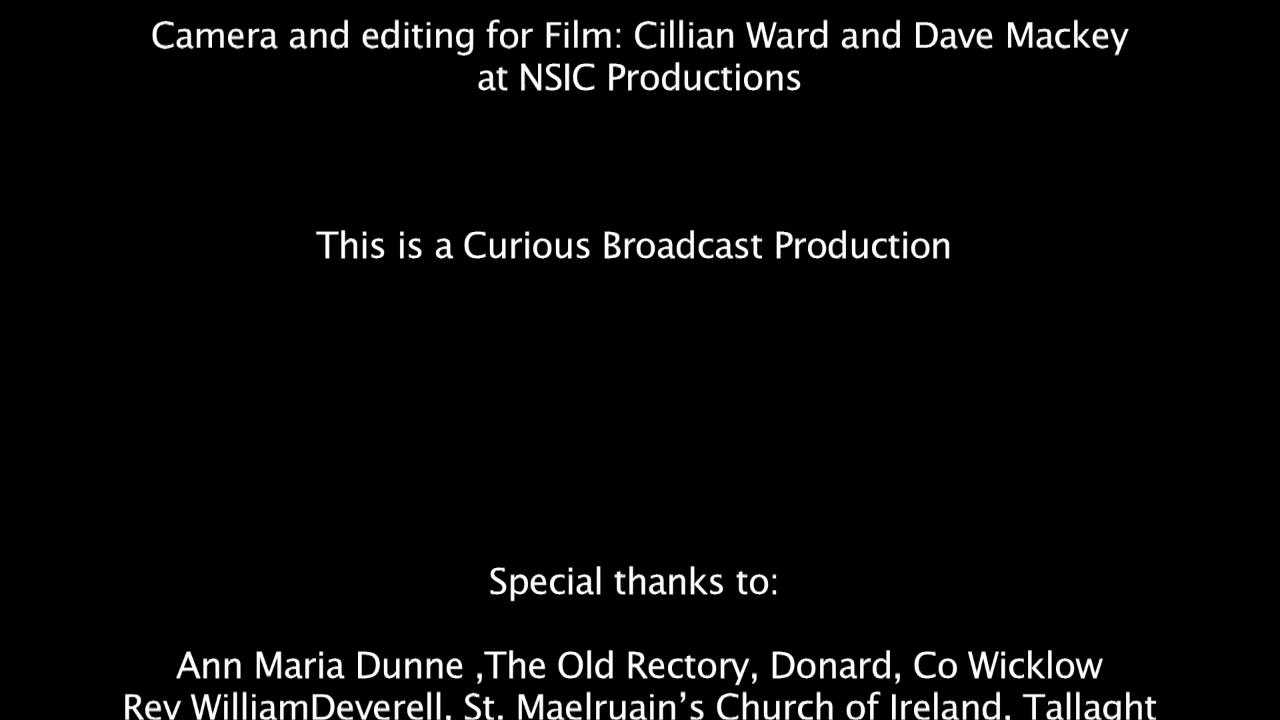 Camera and editing for Film: Cillian Ward and Dave Mackey
at NSIC Productions
This is a Curious Broadcast Production
Special thanks to:
Ann Maria Dunne ,The Old Rectory, Donard, Co Wicklow
Rev WilliamDeverell, St. Maelruain’s Church of Ireland, Tallaght